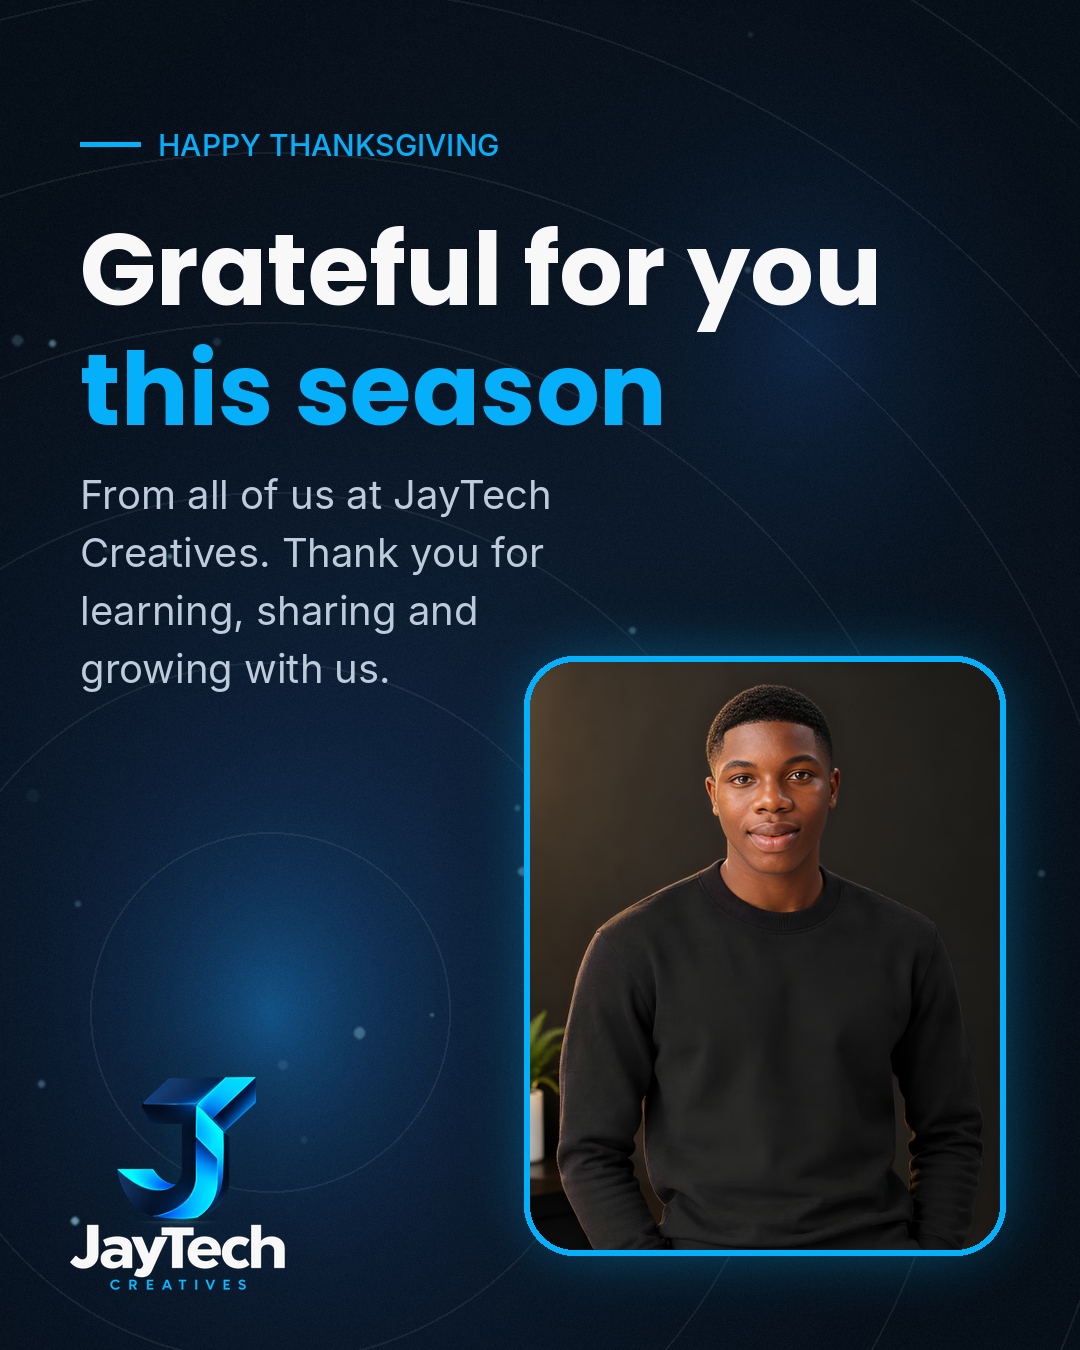 HAPPY THANKSGIVING
Grateful for you
this season
From all of us at JayTech
Creatives. Thank you for
learning, sharing and
growing with us.
JayTech
CREATIVES